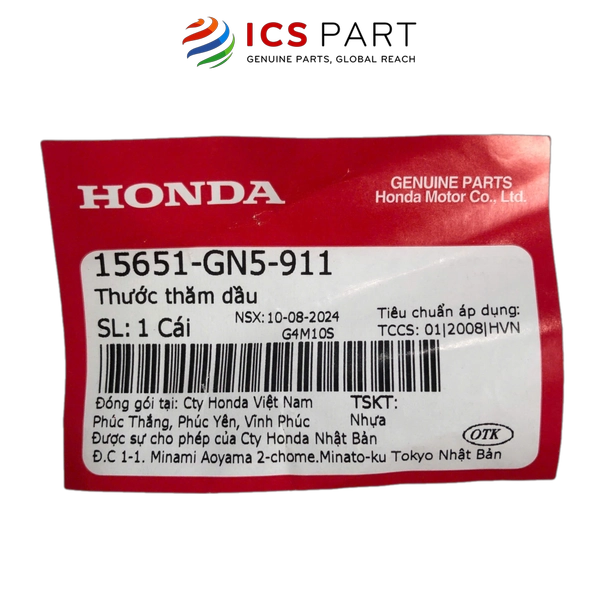 ICS PART
GENUINE PARTS, GLOBAL REACH
HONDA
GENUINE PARTS
Honda Motor Co., Ltd.
15651-GN5-911
Thước thăm dầu
SL: 1 Cái
NSX: 10-08-2024
G4M10S
Tiêu chuẩn áp dụng:
TCCS: 01|2008|HVN
Đóng gói tại: Cty Honda Việt Nam
Phúc Thắng, Phúc Yên, Vĩnh Phúc
TSKT:
Nhựa
Được sự cho phép của Cty Honda Nhật Bản
OTK
Đ.C 1-1. Minami Aoyama 2-chome.Minato-ku Tokyo Nhật Bản